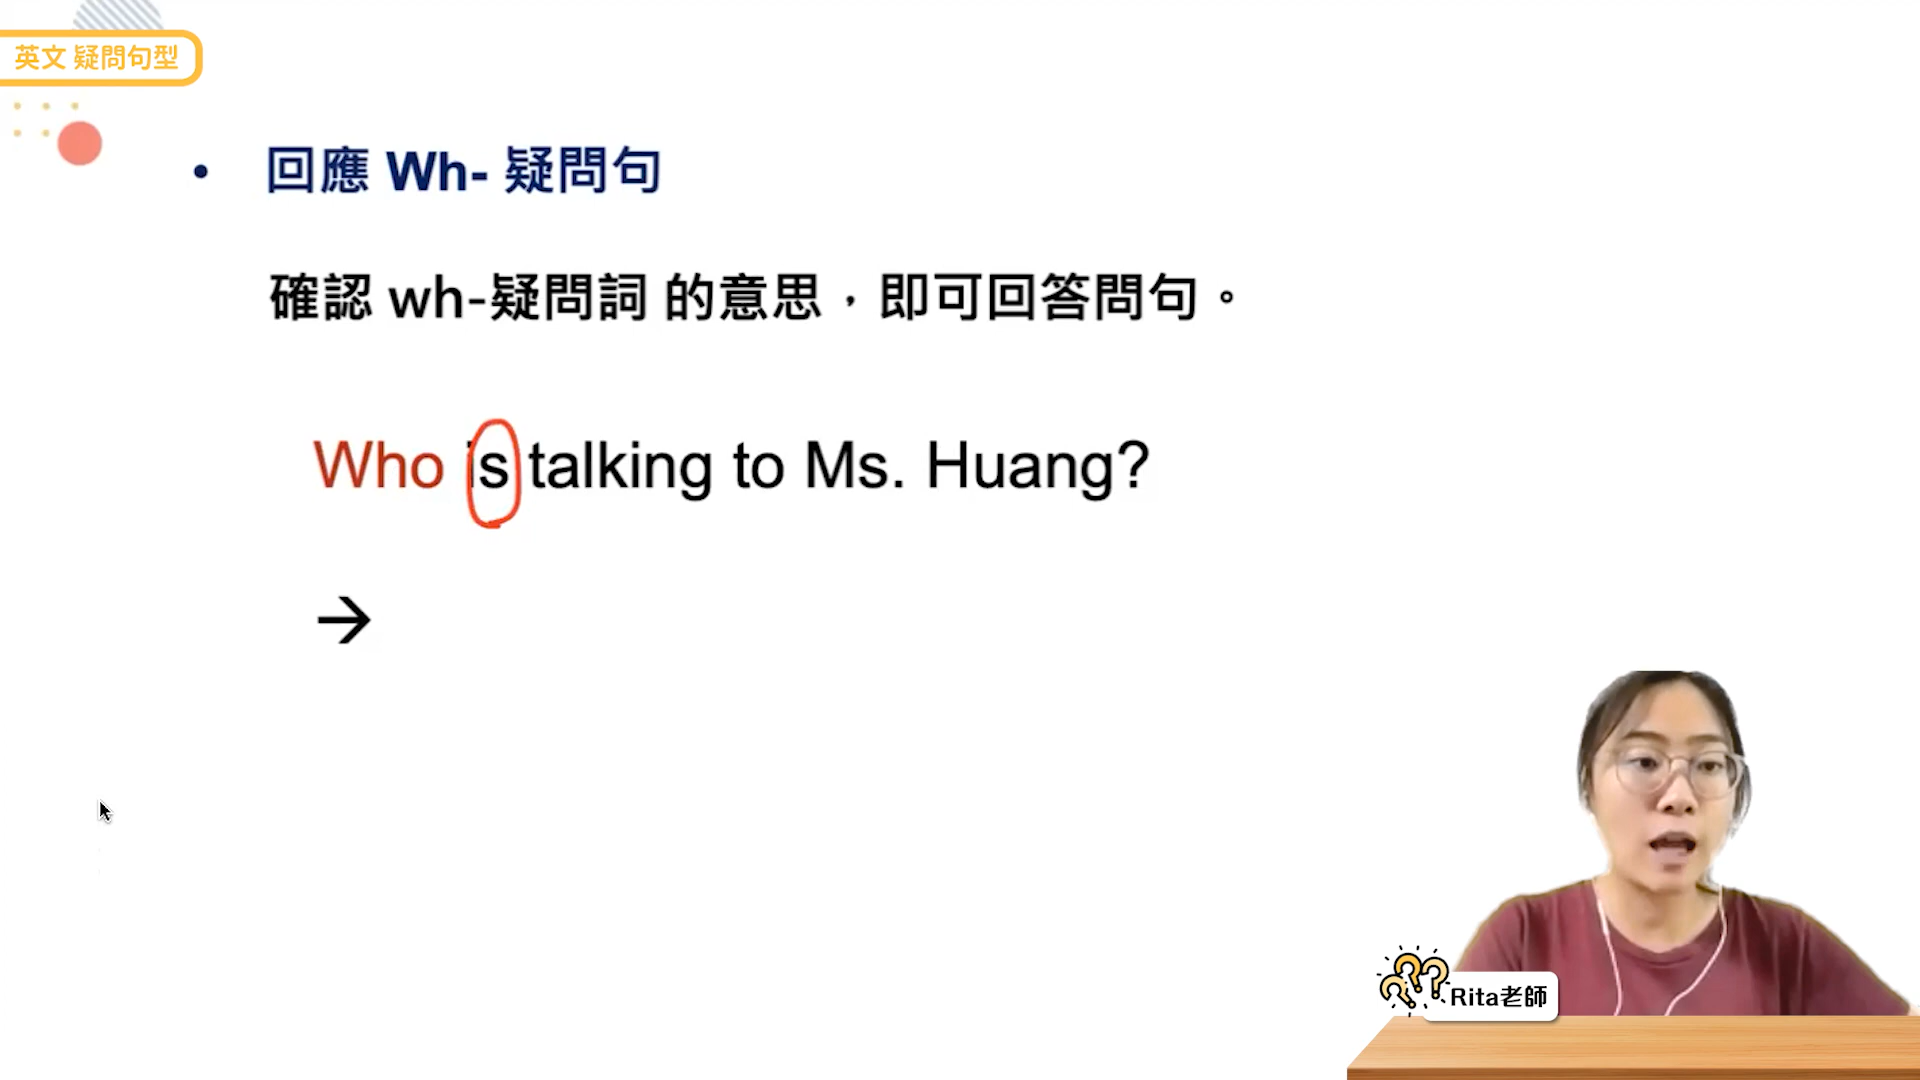 英文 疑問句型
• 回應 Wh- 疑問句
確認 wh-疑問詞 的意思，即可回答問句。
Who is talking to Ms. Huang?
→
Rita老師